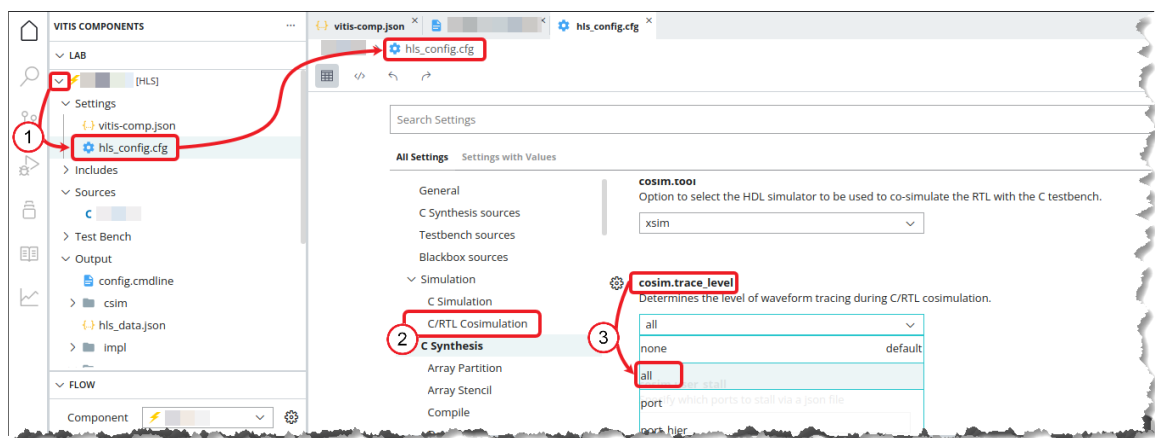 VITIS COMPONENTS
...
LAB
[HLS]
Settings
{..} vitis-comp.json
hls_config.cfg
Includes
Sources
C
Test Bench
Output
config.cmdline
csim
{..} hls_data.json
impl
FLOW
Component
1
{..} vitis-comp.json ×
×
hls_config.cfg ×
hls_config.cfg
</>
Search Settings
All Settings Settings with Values
General
C Synthesis sources
Testbench sources
Blackbox sources
Simulation
C Simulation
C/RTL Cosimulation
2
C Synthesis
Array Partition
Array Stencil
Compile
cosim.tool
Option to select the HDL simulator to be used to co-simulate the RTL with the C testbench.
xsim
cosim.trace_level
Determines the level of waveform tracing during C/RTL cosimulation.
3
all
none default
all
port
port_hier